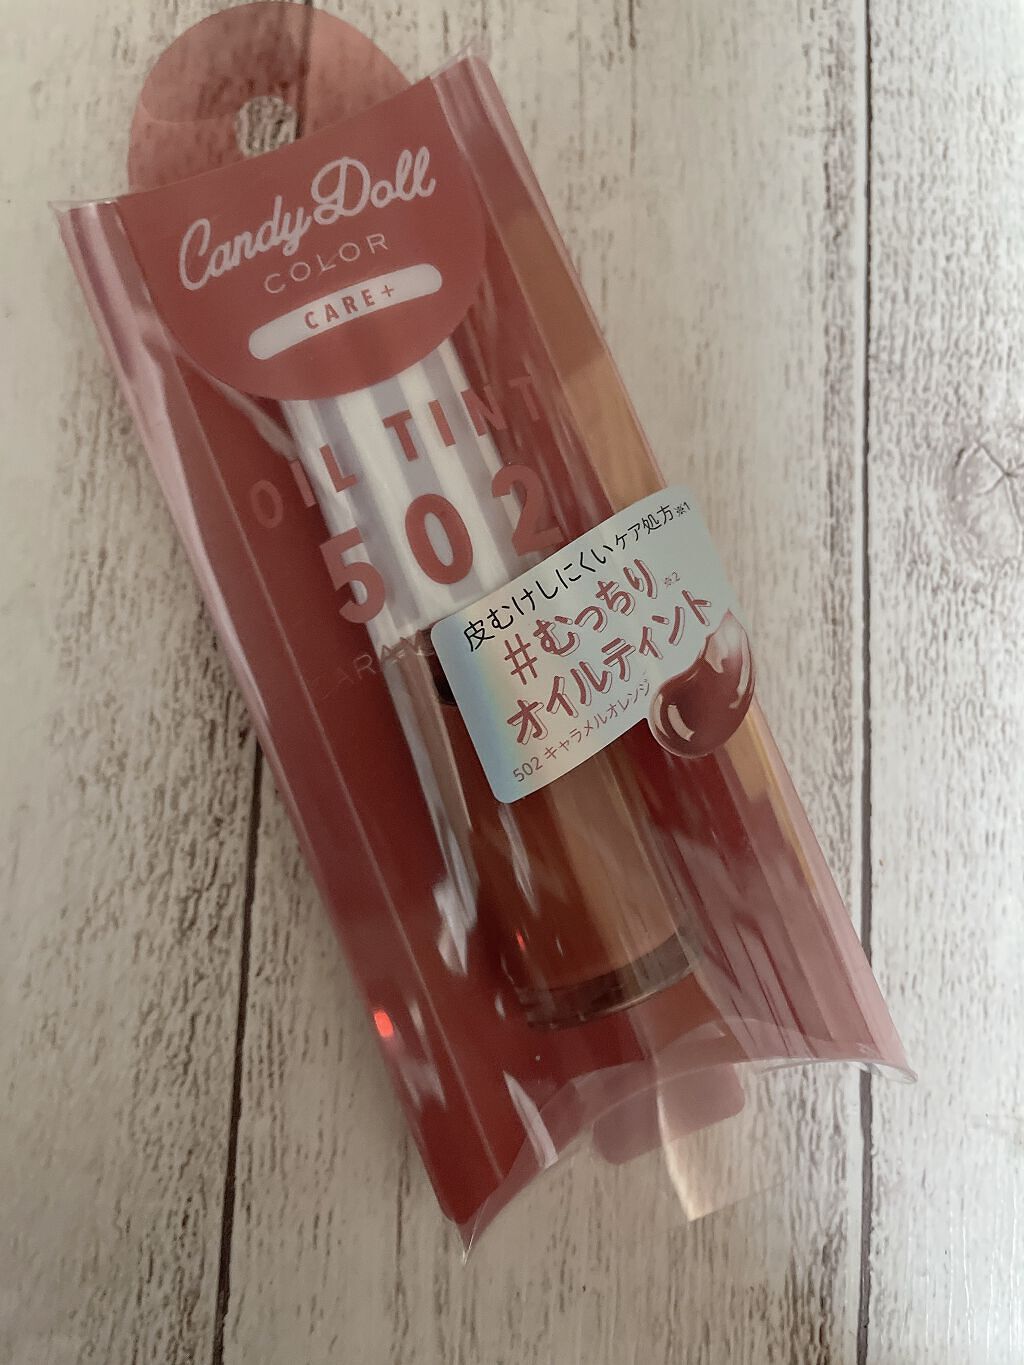 Candy Doll
COLOR
CARE+
OIL TINT
502
皮むけしにくいケア処方※1
#むっちり※2
オイルティント
502 キャラメルオレンジ